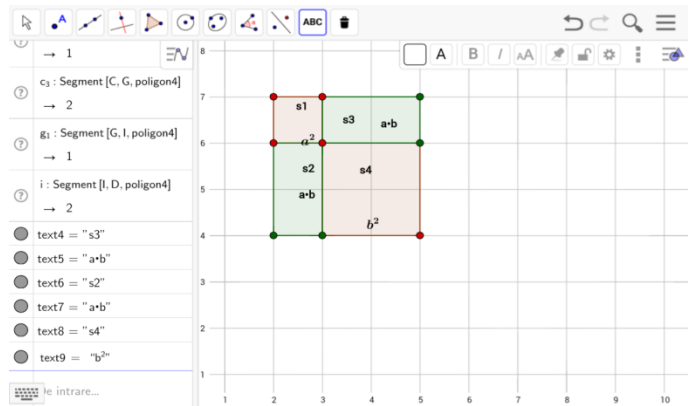 ABC
→ 1
c₃ : Segment [C, G, poligon4]
→ 2
g₁ : Segment [G, I, poligon4]
→ 1
i : Segment [I, D, poligon4]
→ 2
text4 = "s3"
text5 = "a•b"
text6 = "s2"
text7 = "a•b"
text8 = "s4"
text9 = "b²"
e intrare...
A B I AA
8
7
6
5
4
3
2
1
s1
s3
a•b
a²
s2
s4
a•b
b²
1 2 3 4 5 6 7 8 9 10